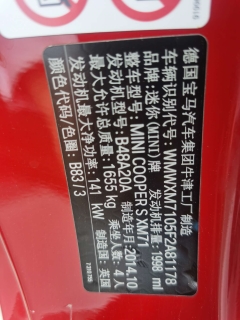 德国宝马汽车集团牛津工厂制造
车辆识别代号: WMWXM7105F2A81178
品牌: 迷你(MINI)牌 发动机排量: 1998 ml
整车型号: MINI COOPER S XM71
发动机型号: B48A20A 制造年月: 2014.10
最大允许总质量: 1655 kg 乘坐人数: 4人
发动机最大净功率: 141 kW 制造国: 英国
颜色代码/色圈: B83/3